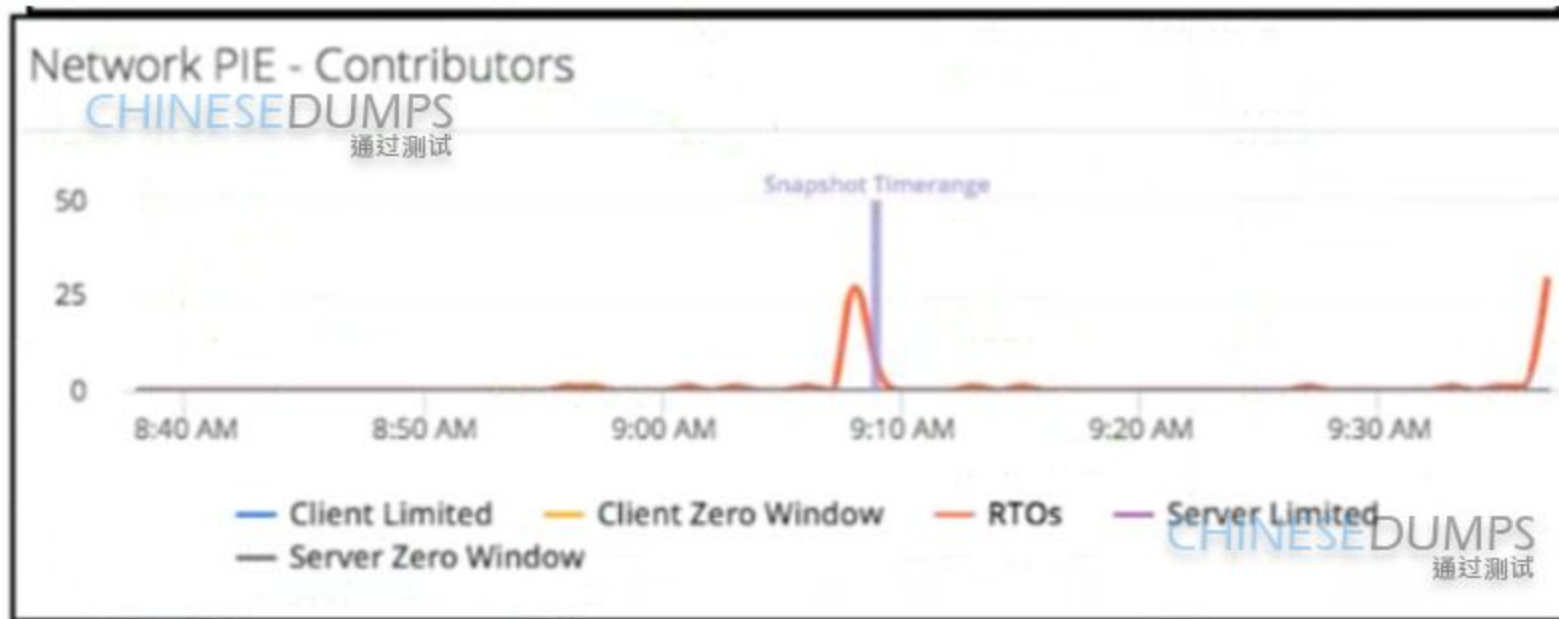 Network PIE - Contributors
CHINESEDUMPS
通过测试
Snapshot Timerange
50
25
0
8:40 AM 8:50 AM 9:00 AM 9:10 AM 9:20 AM 9:30 AM
Client Limited Client Zero Window RTOs Server Limited
Server Zero Window
CHINESEDUMPS
通过测试